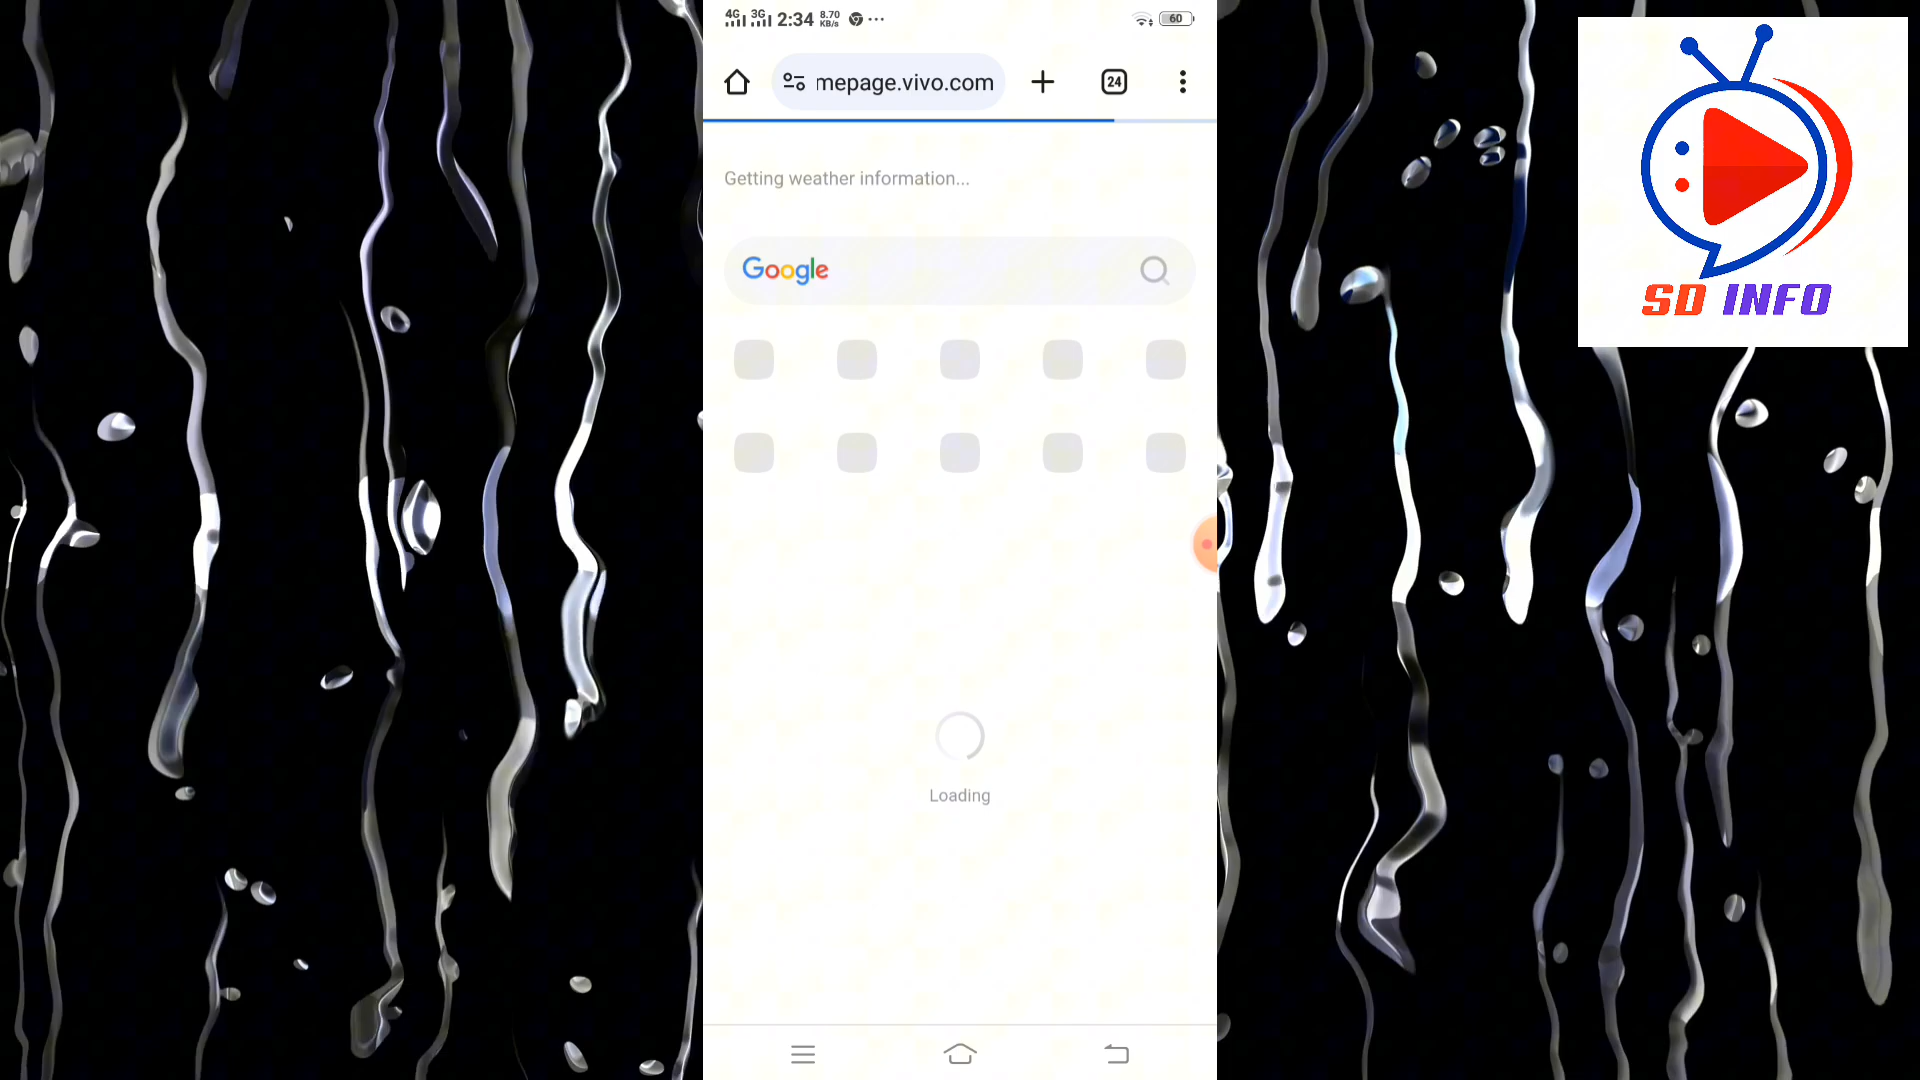 4G 3G 2:34 8.70 KB/s 60
mepage.vivo.com 24
Getting weather information...
Google
Loading
SD INFO